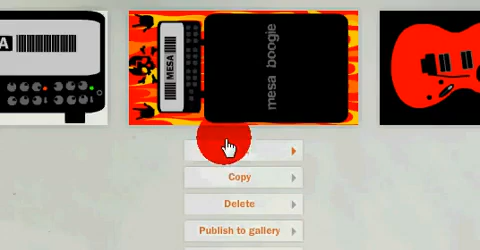 A
MESA
mesa boogie
Copy
Delete
Publish to gallery